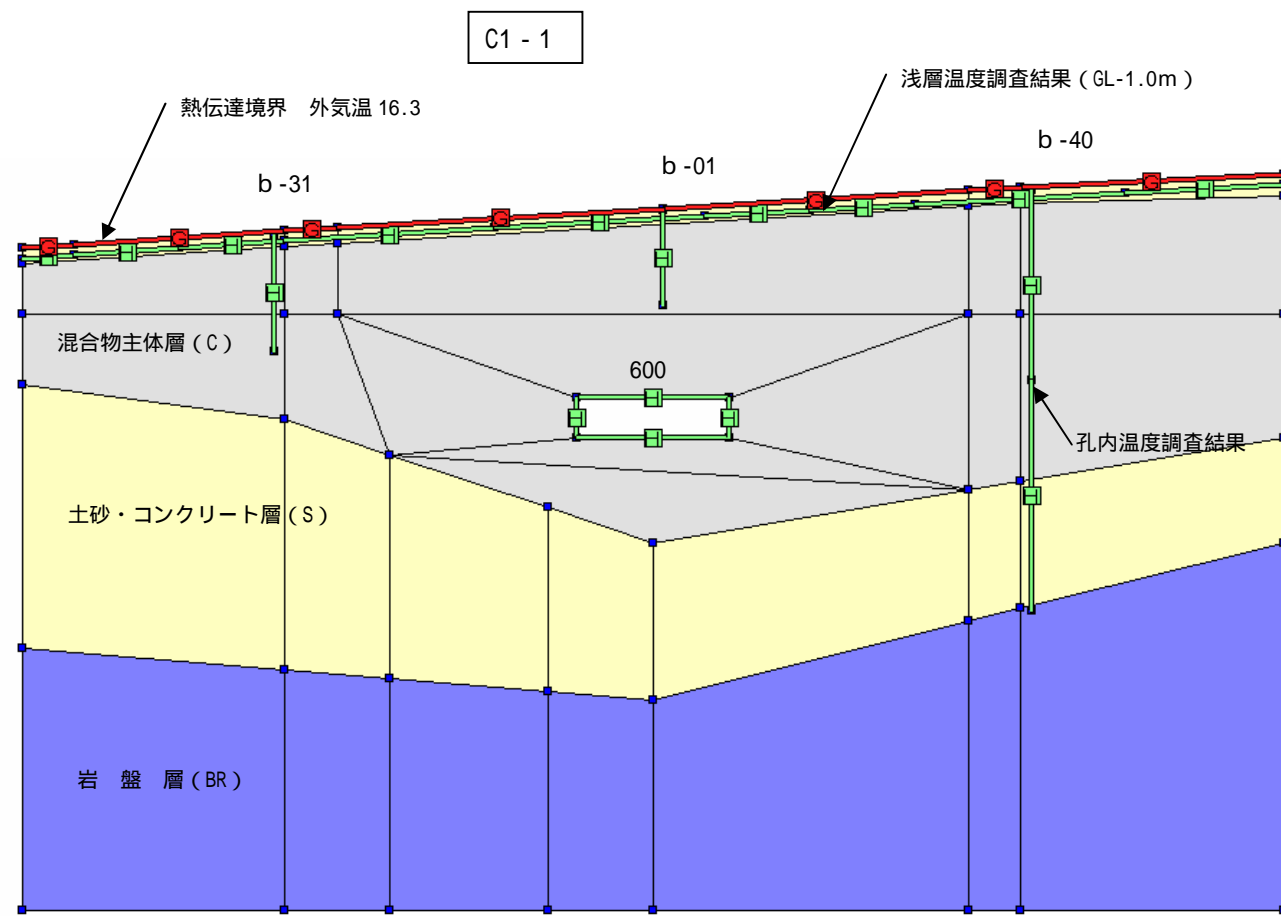 C1 - 1
浅層温度調査結果（GL-1.0m）
熱伝達境界　外気温 16.3
b -40
b -01
b -31
混合物主体層（C）
600
孔内温度調査結果
土砂・コンクリート層（S）
岩　盤　層（BR）
G G G G G G G G
H H H H H H H H H H H H H H H H H H H